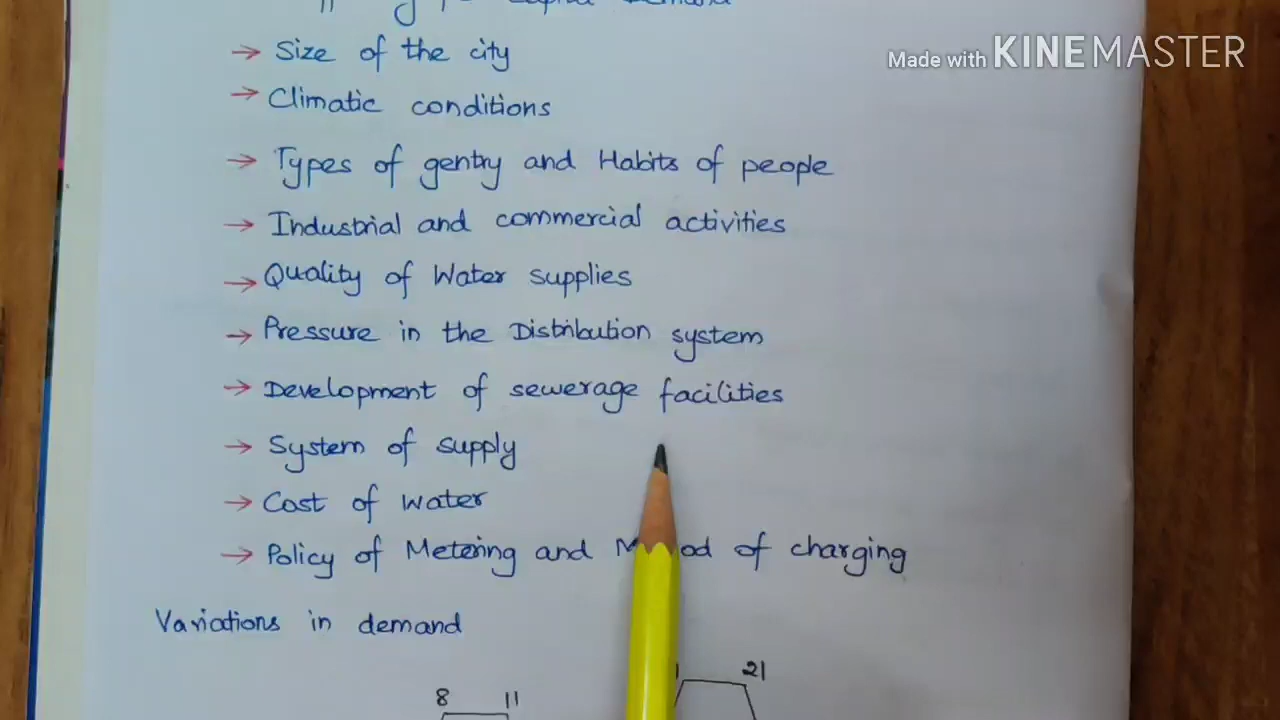 Capita Demand
Made with KINEMASTER
→ Size of the city
→ Climatic conditions
→ Types of gentry and Habits of people
→ Industrial and commercial activities
→ Quality of Water supplies
→ Pressure in the Distribution system
→ Development of sewerage facilities
→ System of supply
→ Cost of water
→ Policy of Metering and of charging
Variations in demand
21
8 11